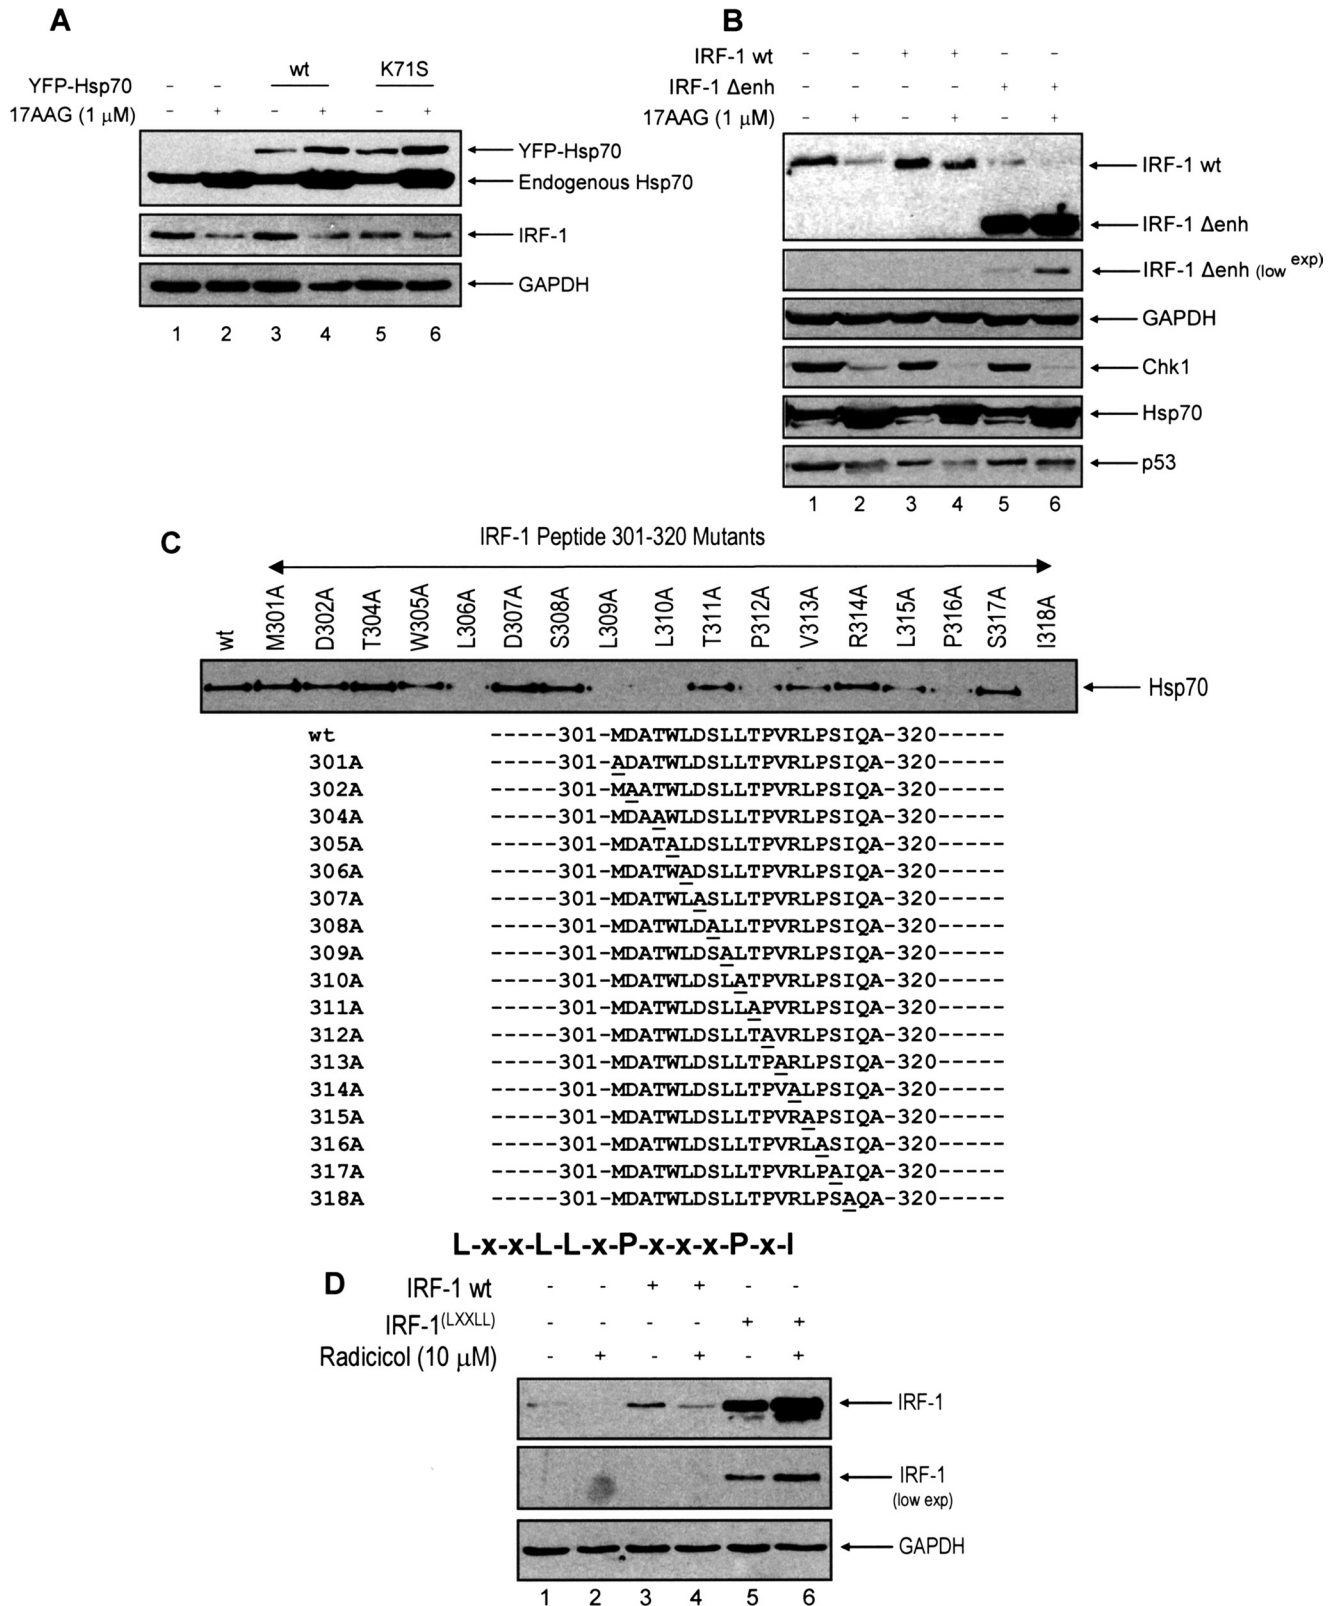 A
YFP-Hsp70 - - wt K71S
17AAG (1 μM) - + - + - +
YFP-Hsp70
Endogenous Hsp70
IRF-1
GAPDH
1 2 3 4 5 6
B
IRF-1 wt - - + + - -
IRF-1 Δenh - - - - + +
17AAG (1 μM) - + - + - +
IRF-1 wt
IRF-1 Δenh
IRF-1 Δenh (low exp)
GAPDH
Chk1
Hsp70
p53
1 2 3 4 5 6
C
IRF-1 Peptide 301-320 Mutants
wt M301A D302A T304A W305A L306A D307A S308A L309A L310A T311A P312A V313A R314A L315A P316A S317A I318A
Hsp70
wt -----301-MDATWLDSLLTPVRLPSIQA-320-----
301A -----301-ADATWLDSLLTPVRLPSIQA-320-----
302A -----301-MAATWLDSLLTPVRLPSIQA-320-----
304A -----301-MDAAWLDSLLTPVRLPSIQA-320-----
305A -----301-MDATALDSLLTPVRLPSIQA-320-----
306A -----301-MDATWADSLLTPVRLPSIQA-320-----
307A -----301-MDATWLASLLTPVRLPSIQA-320-----
308A -----301-MDATWLDALLTPVRLPSIQA-320-----
309A -----301-MDATWLDSALTPVRLPSIQA-320-----
310A -----301-MDATWLDSLATPVRLPSIQA-320-----
311A -----301-MDATWLDSLLAPVRLPSIQA-320-----
312A -----301-MDATWLDSLLTAVRLPSIQA-320-----
313A -----301-MDATWLDSLLTPARLPSIQA-320-----
314A -----301-MDATWLDSLLTPVALPSIQA-320-----
315A -----301-MDATWLDSLLTPVRAPSIQA-320-----
316A -----301-MDATWLDSLLTPVRLASIQA-320-----
317A -----301-MDATWLDSLLTPVRLPAIQA-320-----
318A -----301-MDATWLDSLLTPVRLPSAQA-320-----
L-x-x-L-L-x-P-x-x-x-P-x-I
D
IRF-1 wt - - + + - -
IRF-1(LXXLL) - - - - + +
Radicicol (10 μM) - + - + - +
IRF-1
IRF-1
(low exp)
GAPDH
1 2 3 4 5 6